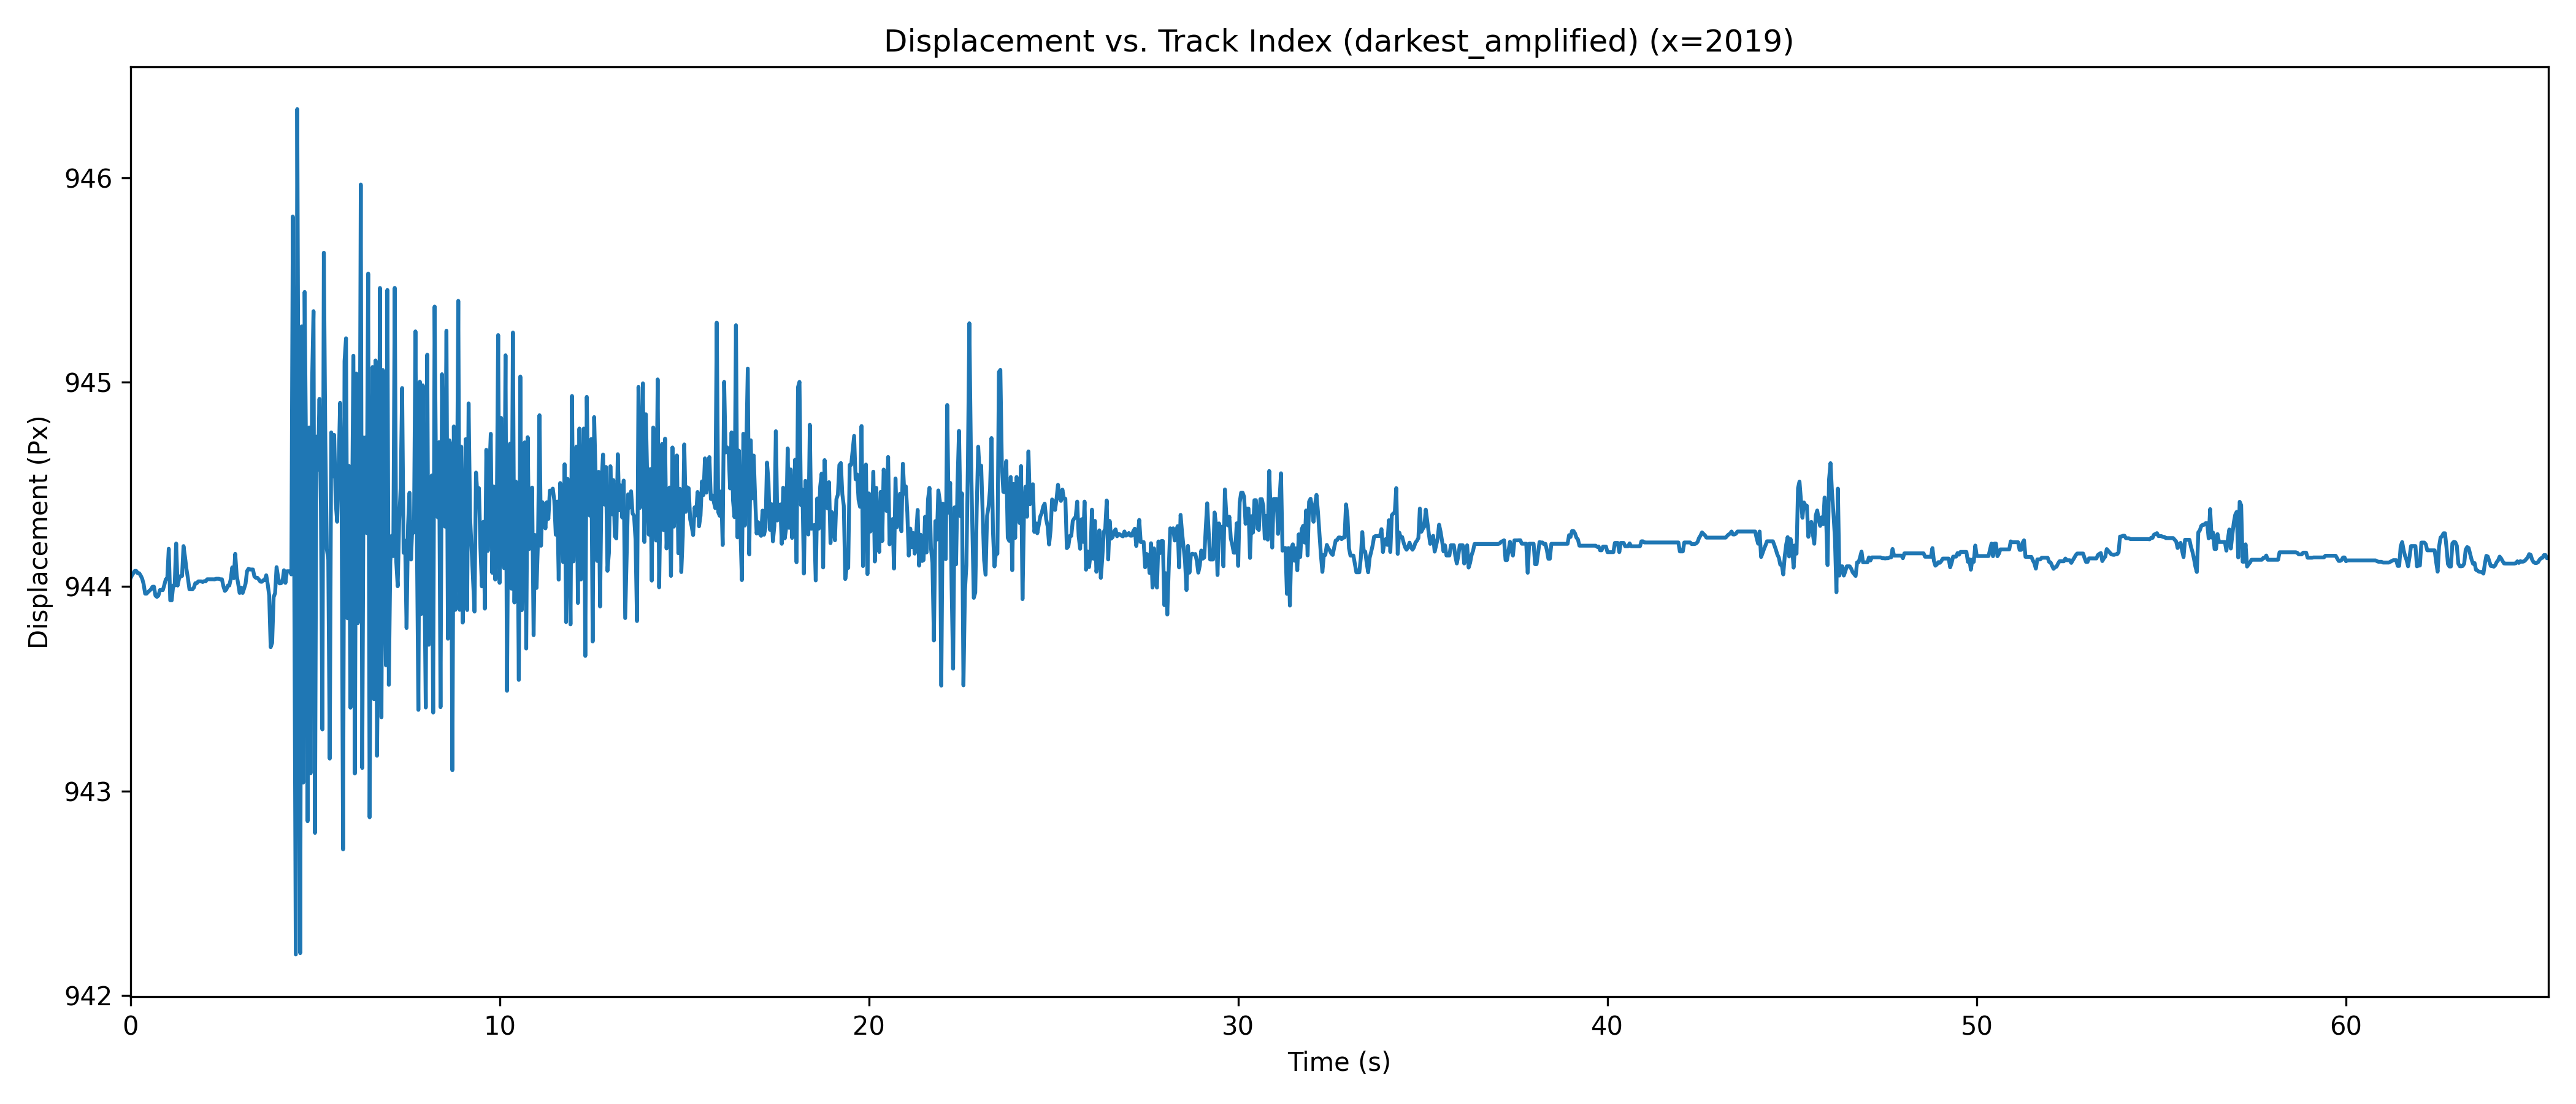 Displacement vs. Track Index (darkest_amplified) (x=2019)
Displacement (Px)
946
945
944
943
942
0 10 20 30 40 50 60
Time (s)